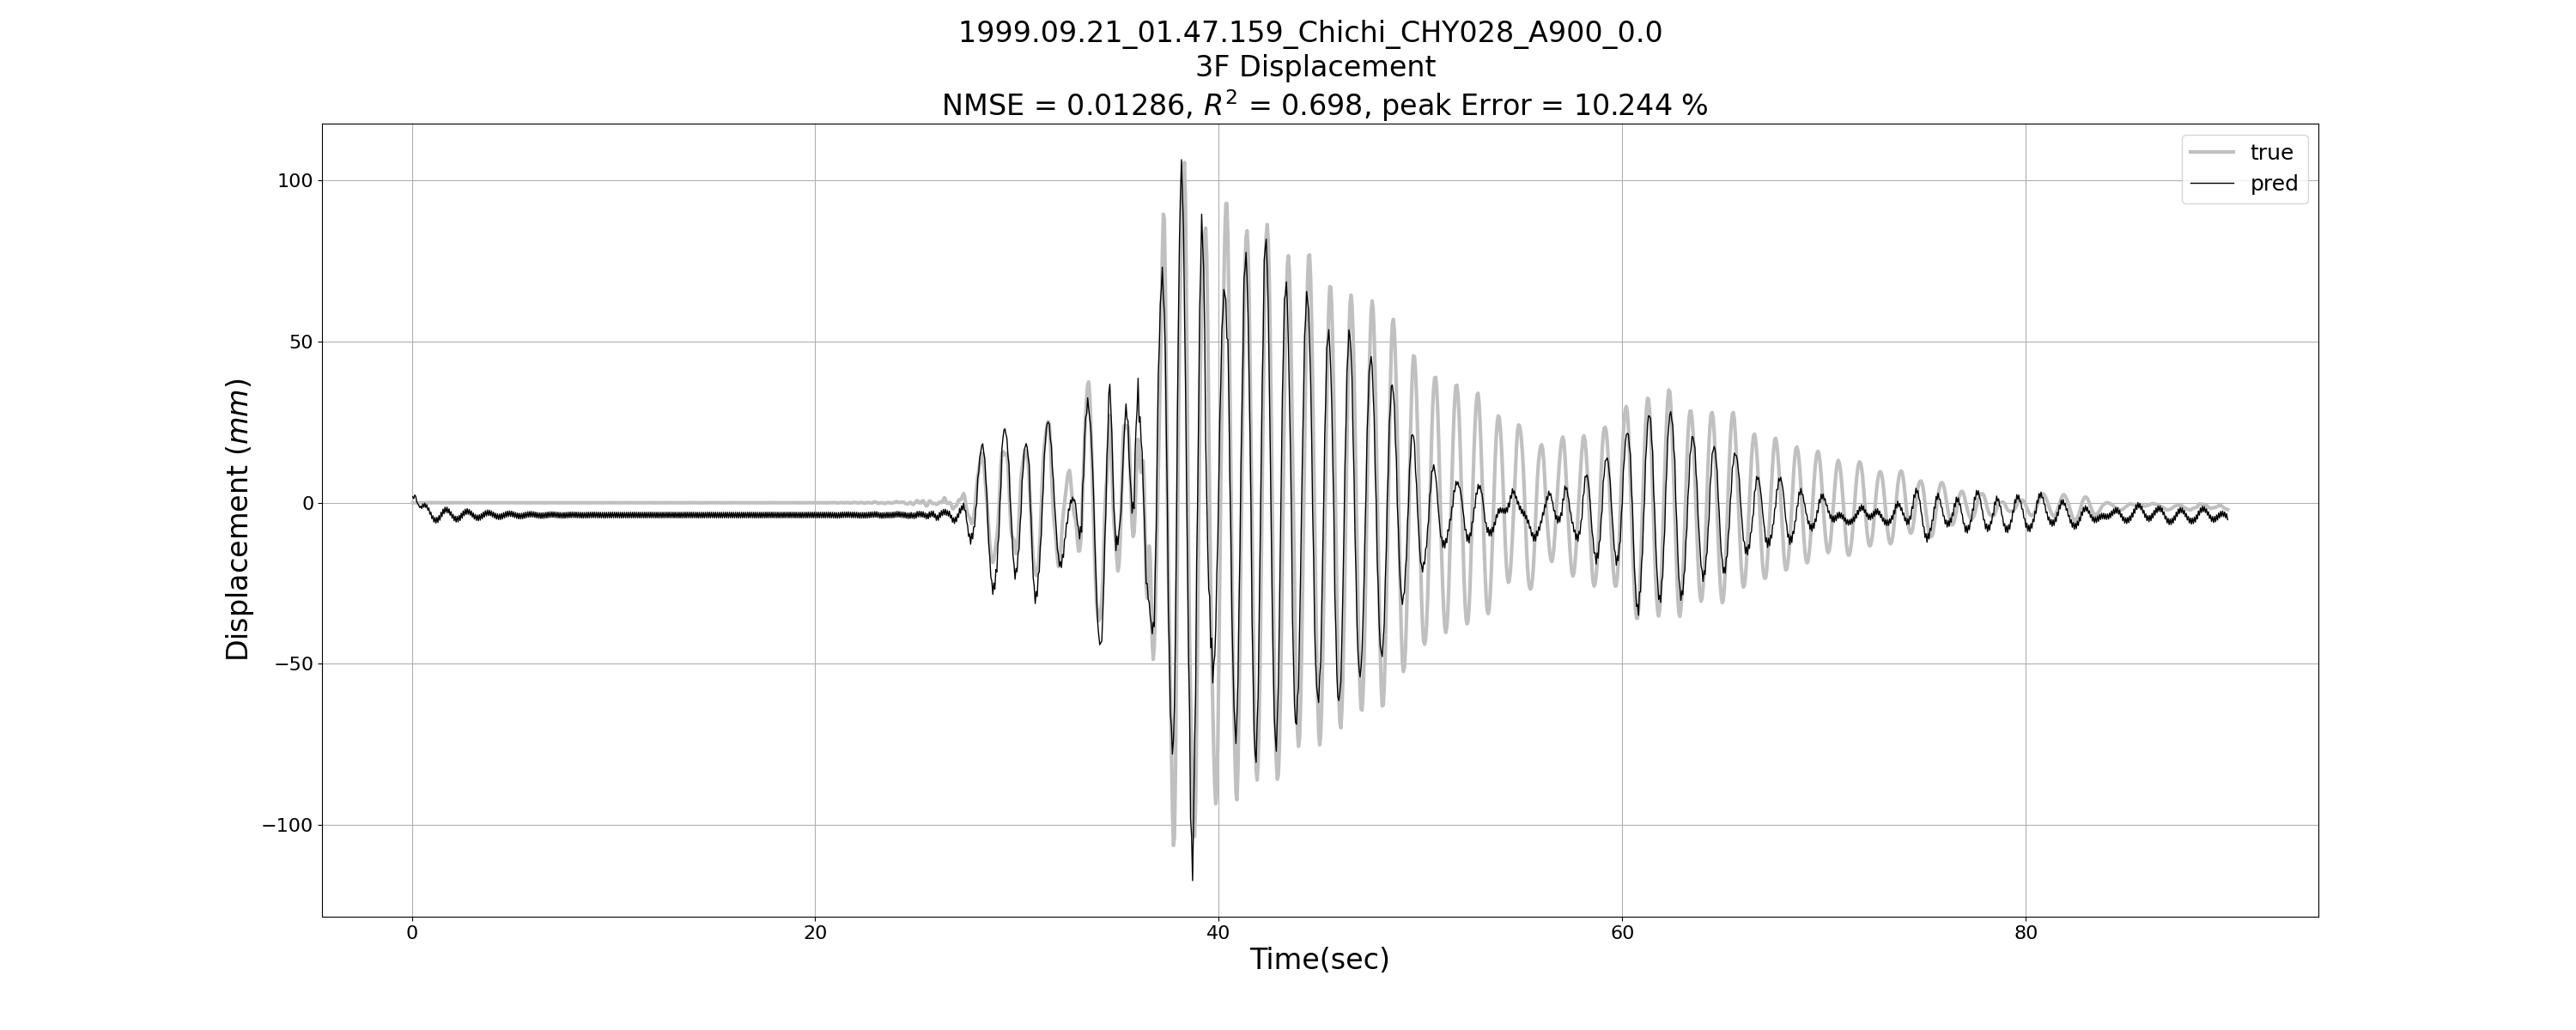 1999.09.21_01.47.159_Chichi_CHY028_A900_0.0
3F Displacement
NMSE = 0.01286, R² = 0.698, peak Error = 10.244 %
true
pred
Displacement (mm)
100
50
0
−50
−100
0
20
40
60
80
Time(sec)